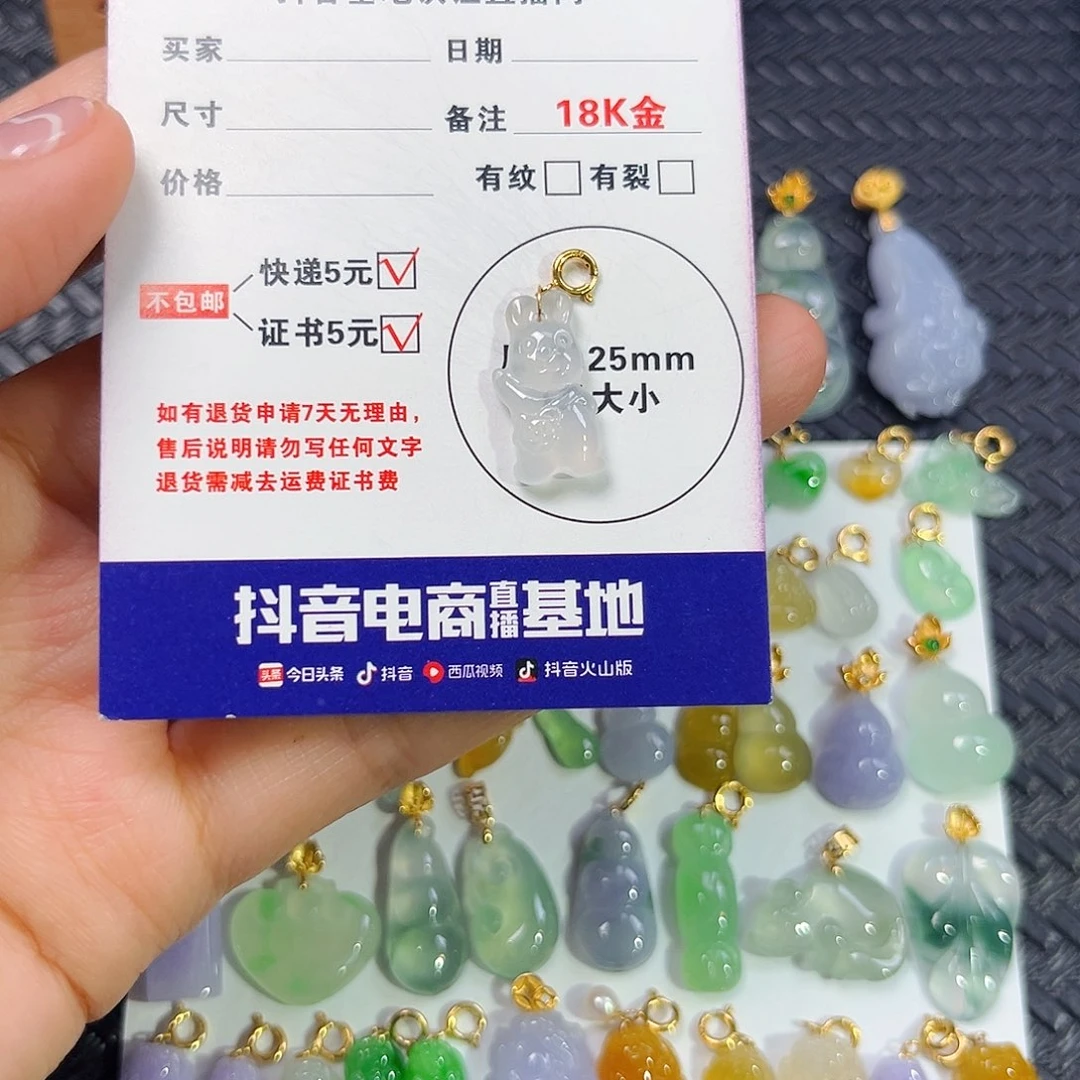 买家 日期
尺寸 备注 18K金
价格 有纹 有裂
不包邮
快递5元
证书5元
25mm
大小
如有退货申请7天无理由，
售后说明请勿写任何文字
退货需减去运费证书费
抖音电商直播基地
头条 今日头条 抖音 西瓜视频 抖音火山版